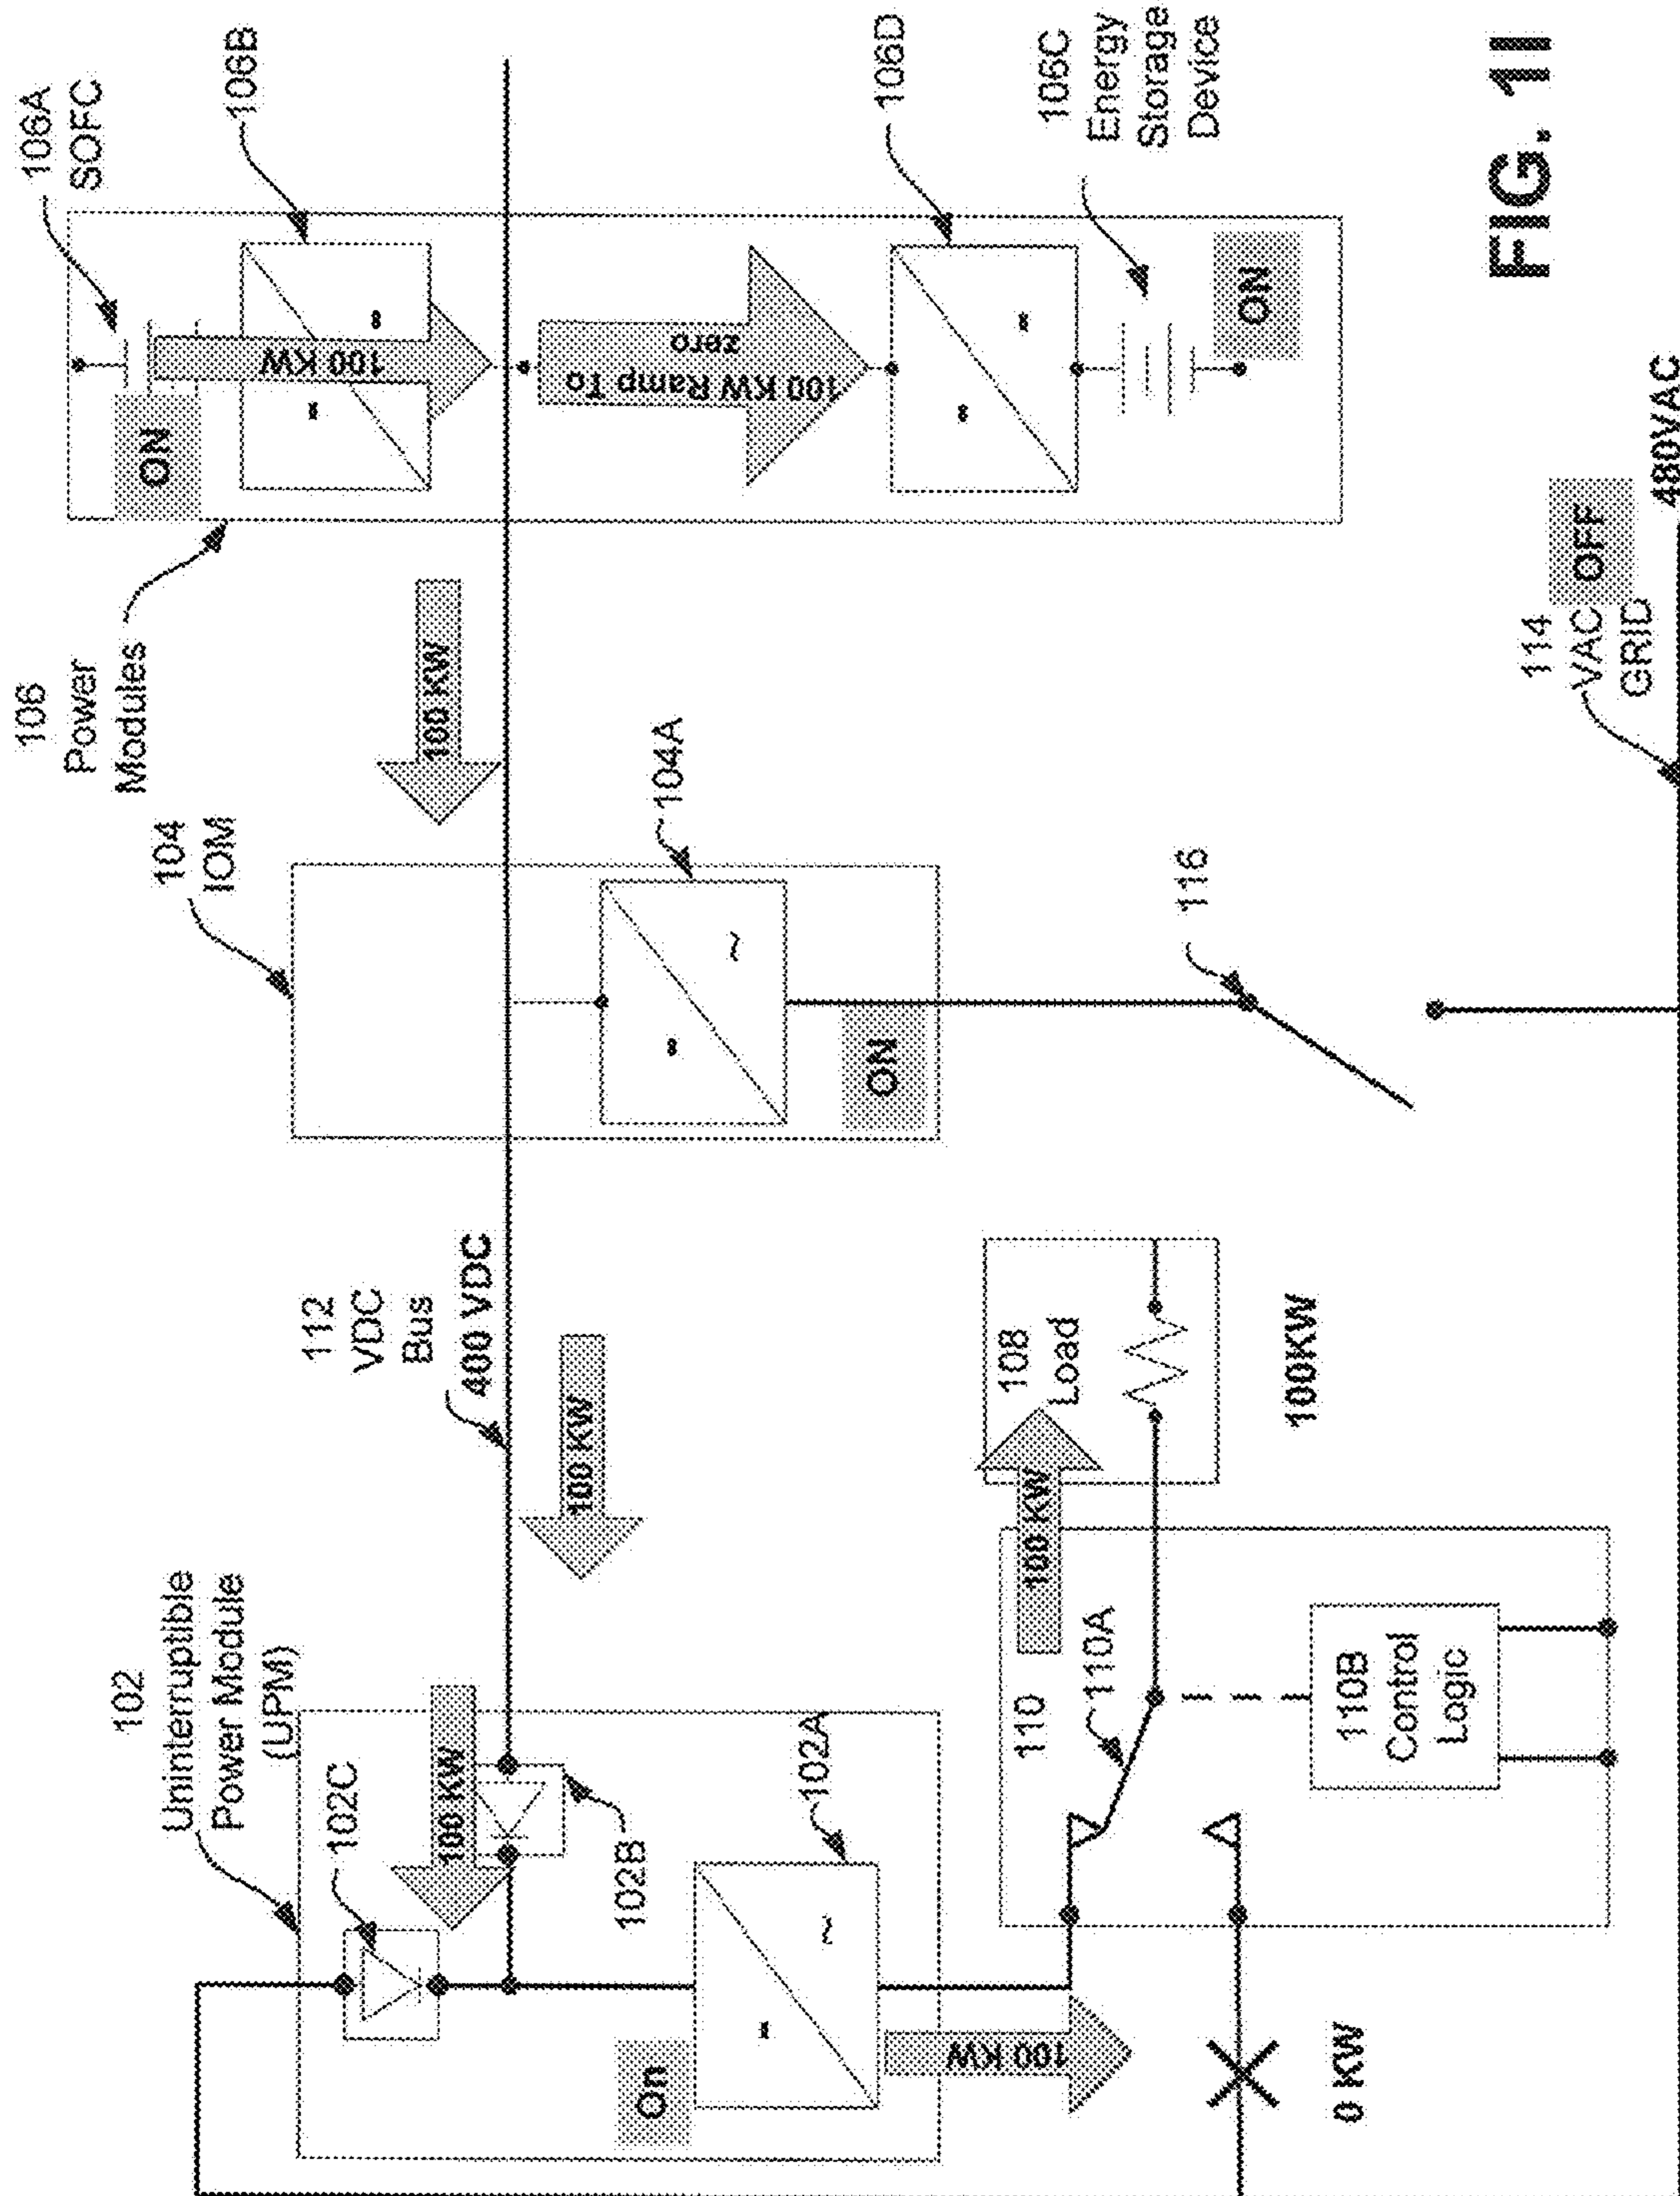 102
Uninterruptible
Power Module
(UPM)
102C
100 KW
102B
On
102A
100 KW
112
VDC
Bus
400 VDC
100 KW
104
IOM
104A
ON
106
Power
Modules
100 KW
106A
SOFC
ON
100 KW
106B
100 KW Ramp To
zero
106D
106C
Energy
Storage
Device
ON
110
110A
100 KW
108
Load
100KW
110B
Control
Logic
0 KW
116
114
VAC OFF
GRID
480VAC
FIG. 1I